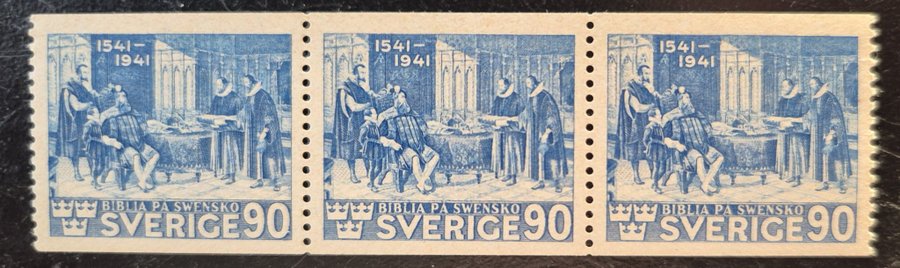 1541-
1941
BIBLIA PÅ SWENSKO
SVERIGE 90
1541-
1941
BIBLIA PÅ SWENSKO
SVERIGE 90
1541-
1941
BIBLIA PÅ SWENSKO
SVERIGE 90